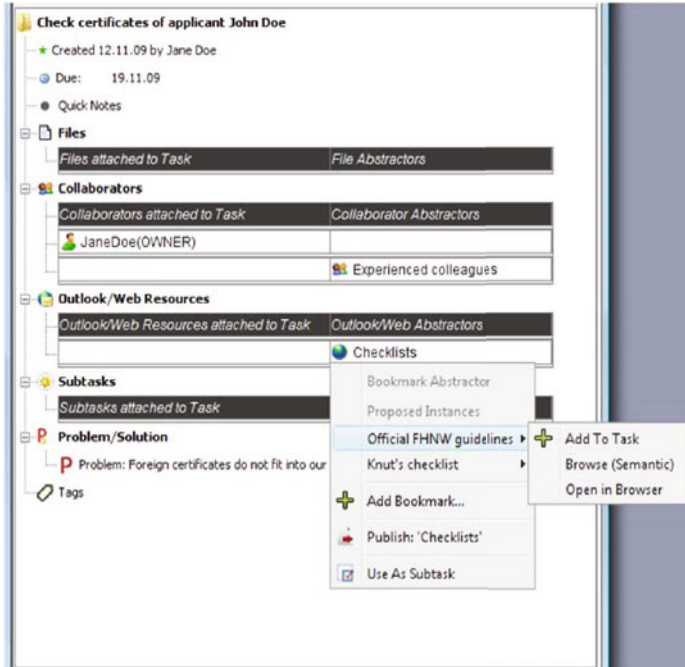 Check certificates of applicant John Doe
Created 12.11.09 by Jane Doe
Due: 19.11.09
Quick Notes
Files
Files attached to Task File Abstractors
Collaborators
Collaborators attached to Task Collaborator Abstractors
JaneDoe(OWNER)
Experienced colleagues
Outlook/Web Resources
Outlook/Web Resources attached to Task Outlook/Web Abstractors
Checklists
Subtasks
Subtasks attached to Task
Problem/Solution
Problem: Foreign certificates do not fit into our
Tags
Bookmark Abstractor
Proposed Instances
Official FHNW guidelines
Knut's checklist
Add Bookmark...
Publish: 'Checklists'
Use As Subtask
Add To Task
Browse (Semantic)
Open in Browser